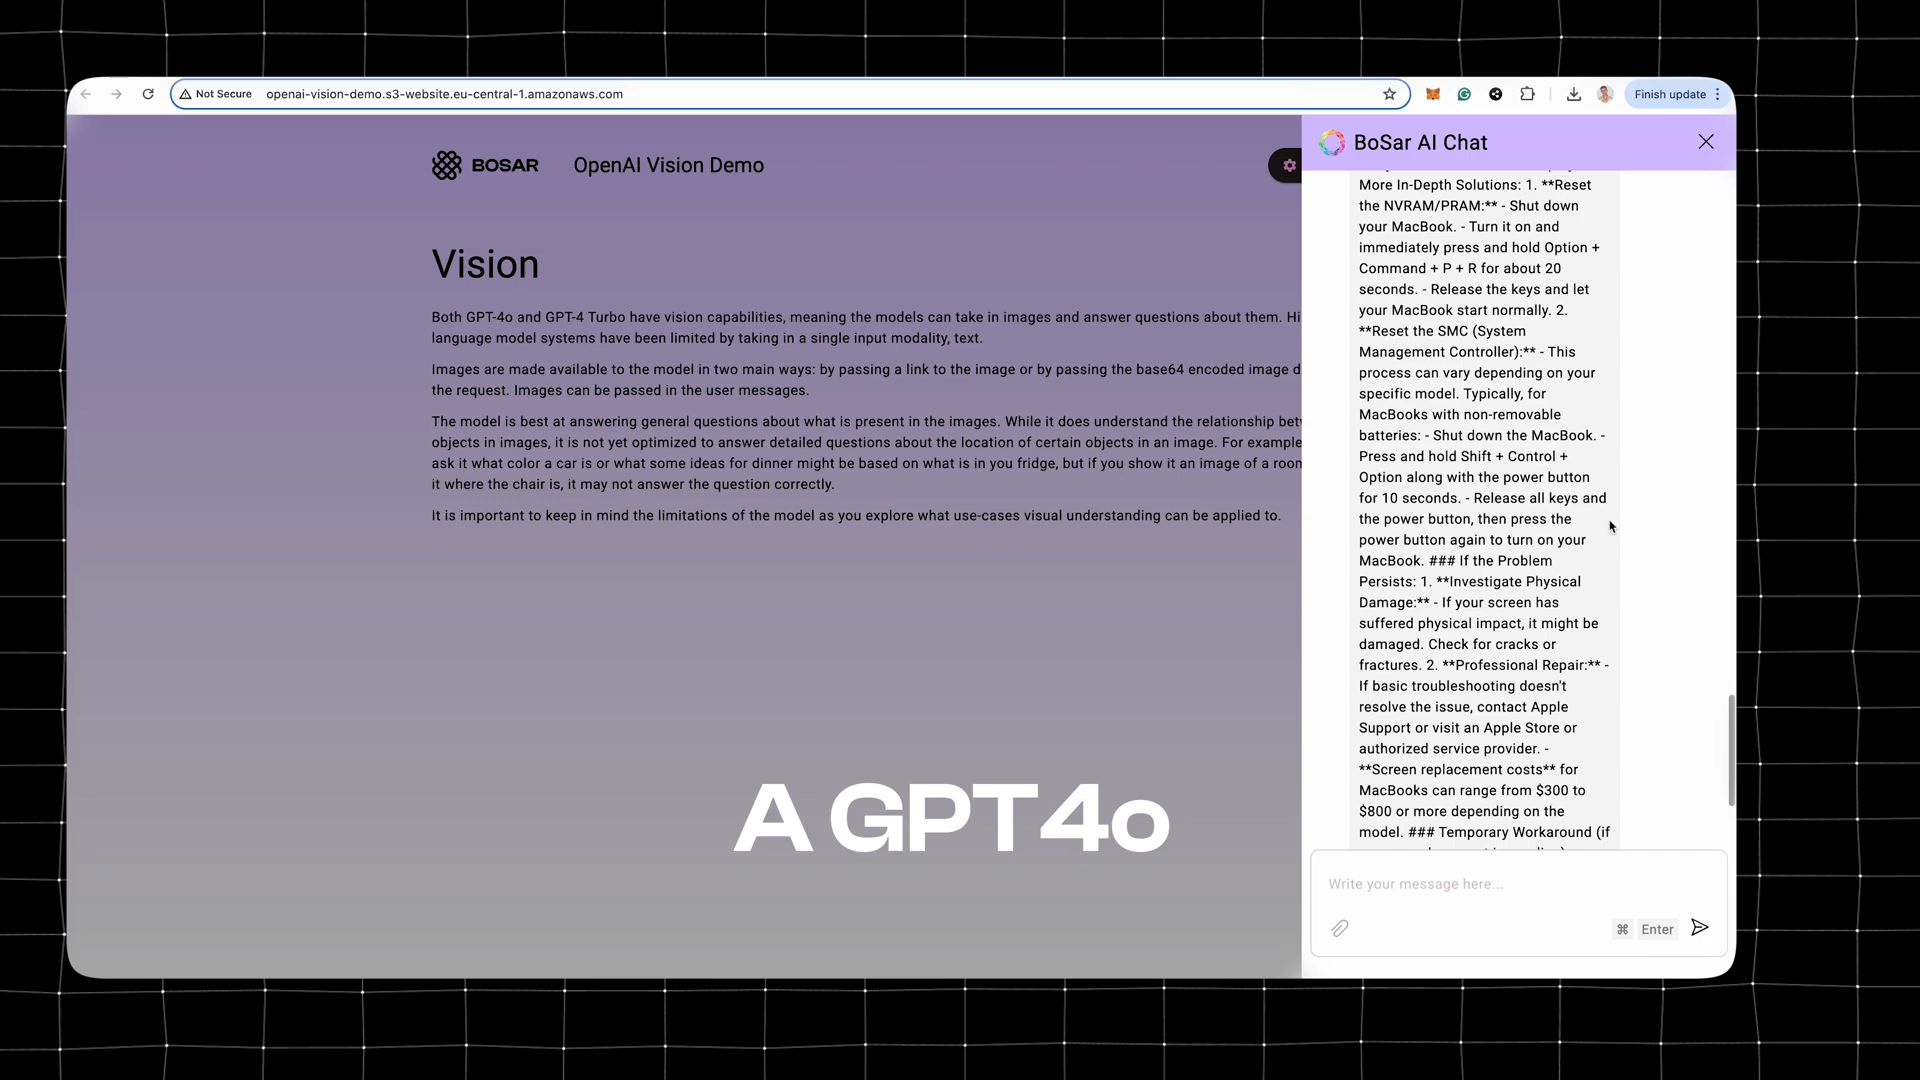 Not Secure openai-vision-demo.s3-website.eu-central-1.amazonaws.com
Finish update
BOSAR
OpenAI Vision Demo
Vision
Both GPT-4o and GPT-4 Turbo have vision capabilities, meaning the models can take in images and answer questions about them. Hi
language model systems have been limited by taking in a single input modality, text.
Images are made available to the model in two main ways: by passing a link to the image or by passing the base64 encoded image d
the request. Images can be passed in the user messages.
The model is best at answering general questions about what is present in the images. While it does understand the relationship bet
objects in images, it is not yet optimized to answer detailed questions about the location of certain objects in an image. For example
ask it what color a car is or what some ideas for dinner might be based on what is in you fridge, but if you show it an image of a room
it where the chair is, it may not answer the question correctly.
It is important to keep in mind the limitations of the model as you explore what use-cases visual understanding can be applied to.
A GPT4o
BoSar AI Chat
More In-Depth Solutions: 1. **Reset
the NVRAM/PRAM:** - Shut down
your MacBook. - Turn it on and
immediately press and hold Option +
Command + P + R for about 20
seconds. - Release the keys and let
your MacBook start normally. 2.
**Reset the SMC (System
Management Controller):** - This
process can vary depending on your
specific model. Typically, for
MacBooks with non-removable
batteries: - Shut down the MacBook. -
Press and hold Shift + Control +
Option along with the power button
for 10 seconds. - Release all keys and
the power button, then press the
power button again to turn on your
MacBook. ### If the Problem
Persists: 1. **Investigate Physical
Damage:** - If your screen has
suffered physical impact, it might be
damaged. Check for cracks or
fractures. 2. **Professional Repair:** -
If basic troubleshooting doesn't
resolve the issue, contact Apple
Support or visit an Apple Store or
authorized service provider. -
**Screen replacement costs** for
MacBooks can range from $300 to
$800 or more depending on the
model. ### Temporary Workaround (if
Write your message here...
⌘ Enter